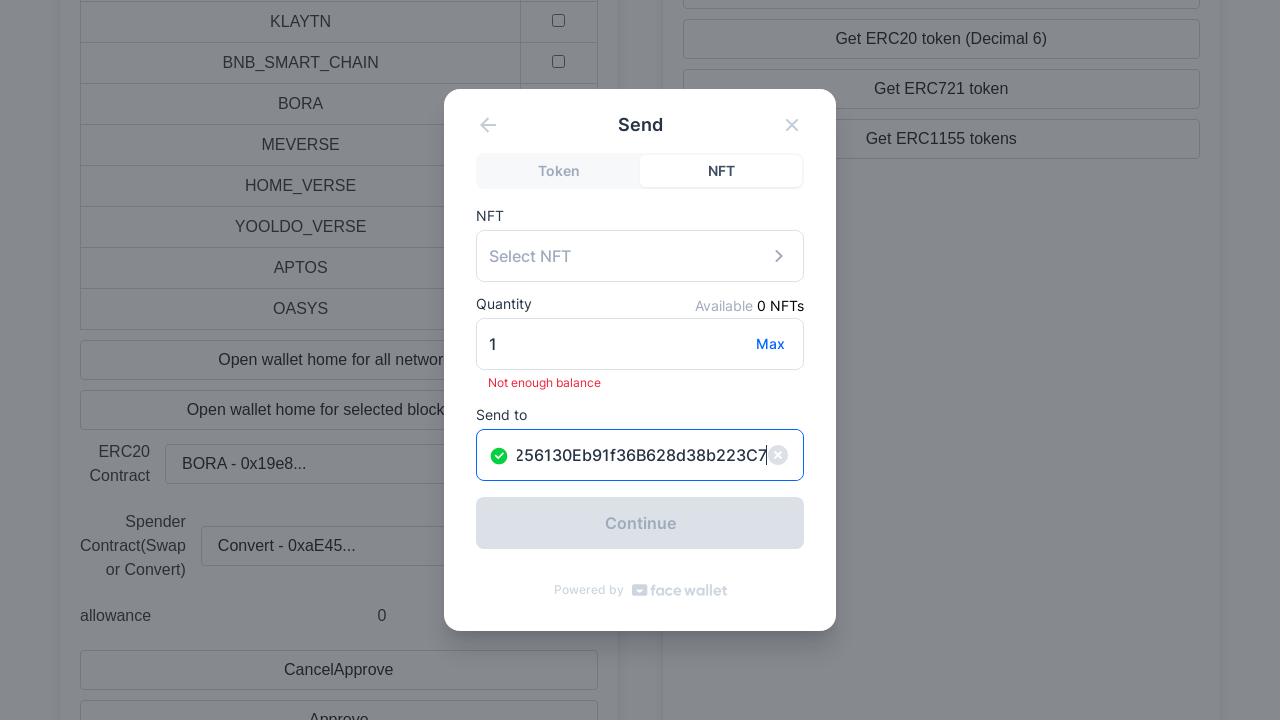 KLAYTN
BNB_SMART_CHAIN
BORA
MEVERSE
HOME_VERSE
YOOLDO_VERSE
APTOS
OASYS
Open wallet home for all networ
Open wallet home for selected block
ERC20
Contract
BORA - 0x19e8...
Spender
Contract(Swap
or Convert)
Convert - 0xaE45...
allowance
0
CancelApprove
Approve
Get ERC20 token (Decimal 6)
Get ERC721 token
Get ERC1155 tokens
Send
Token
NFT
NFT
Select NFT
Quantity
Available 0 NFTs
1
Max
Not enough balance
Send to
256130Eb91f36B628d38b223C7
Continue
Powered by face wallet